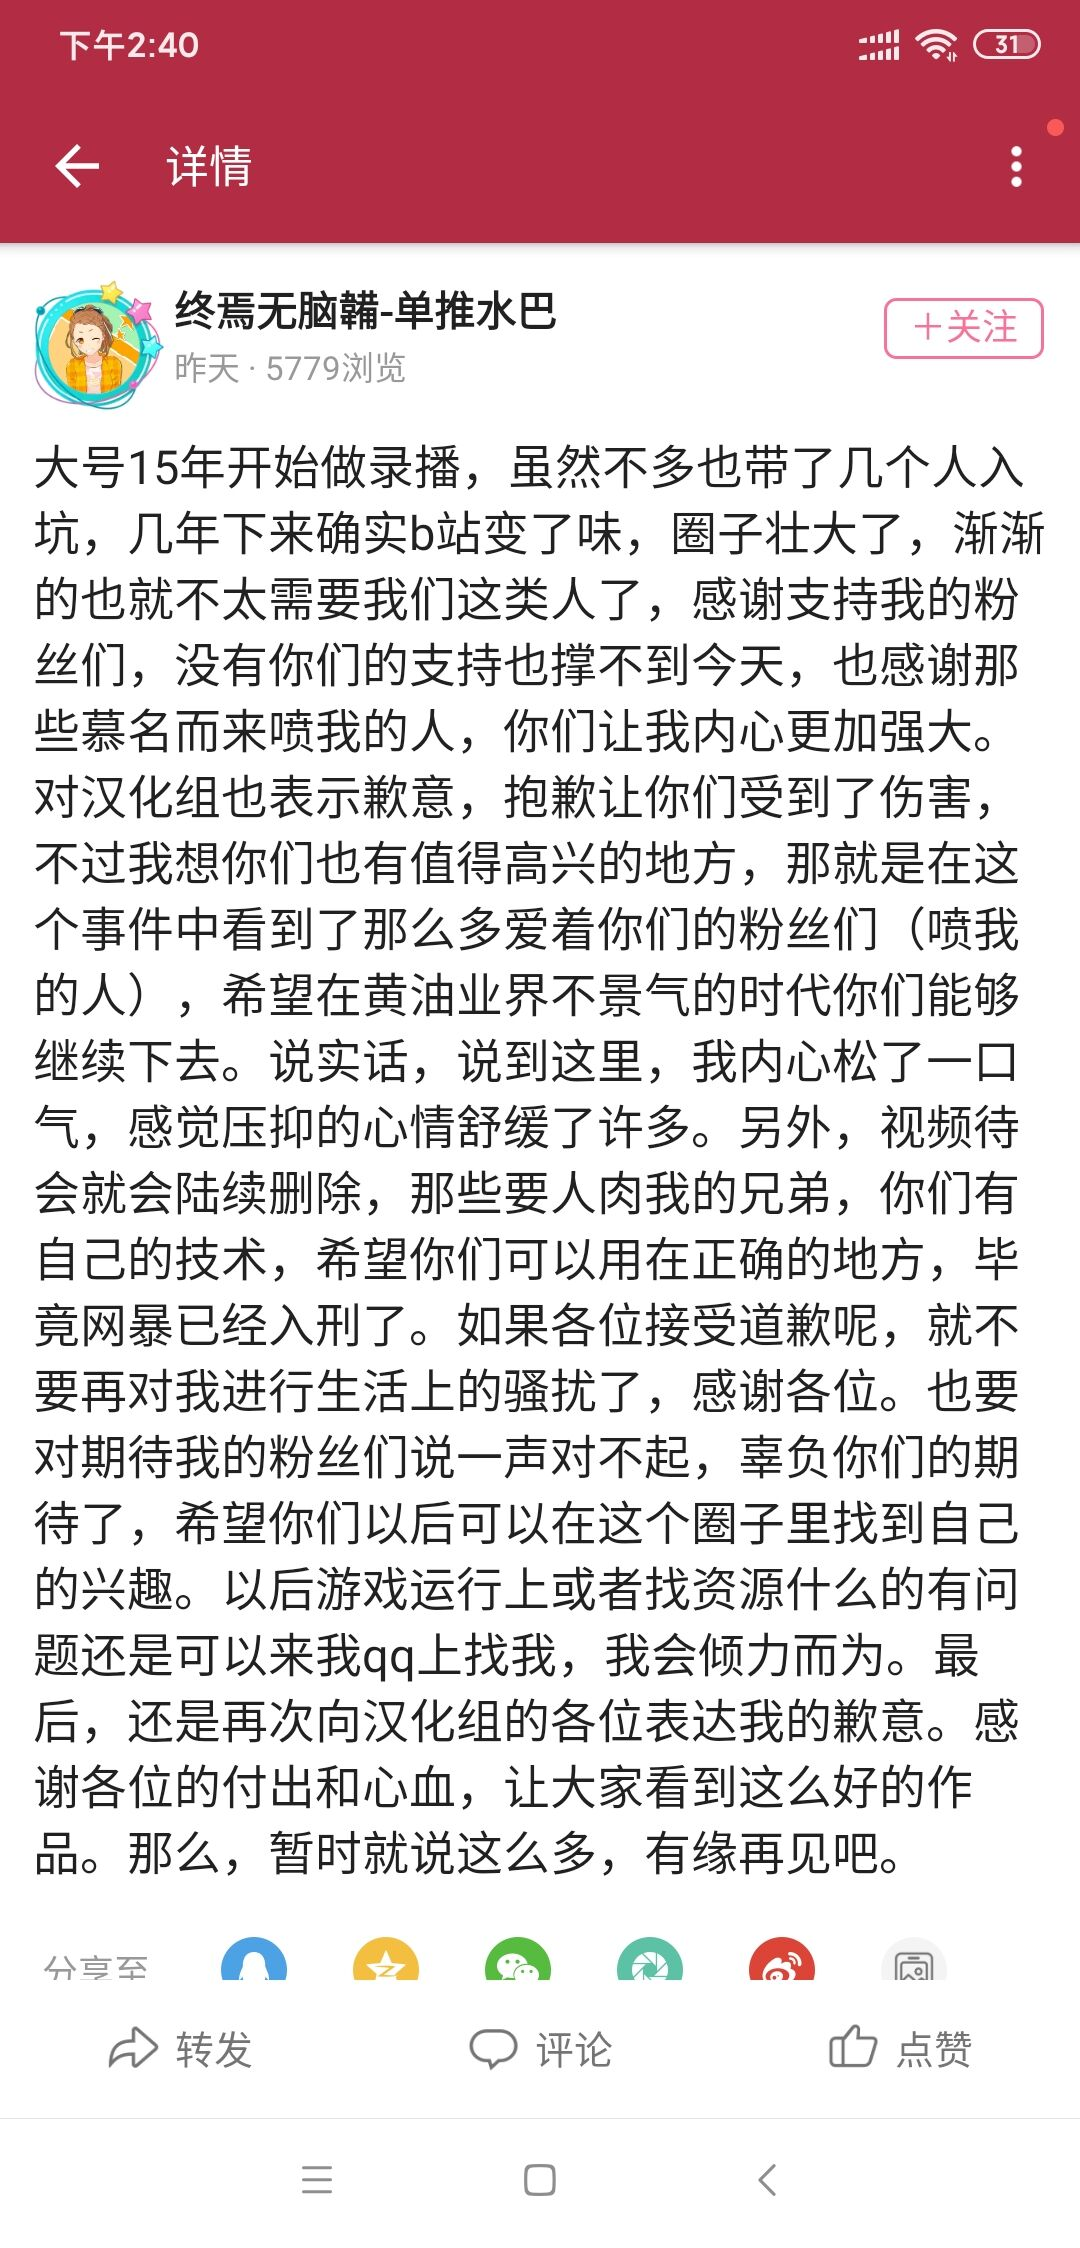 下午2:40
31
详情
终焉无脑鞴-单推水巴
昨天 · 5779浏览
＋关注
大号15年开始做录播，虽然不多也带了几个人入
坑，几年下来确实b站变了味，圈子壮大了，渐渐
的也就不太需要我们这类人了，感谢支持我的粉
丝们，没有你们的支持也撑不到今天，也感谢那
些慕名而来喷我的人，你们让我内心更加强大。
对汉化组也表示歉意，抱歉让你们受到了伤害，
不过我想你们也有值得高兴的地方，那就是在这
个事件中看到了那么多爱着你们的粉丝们（喷我
的人），希望在黄油业界不景气的时代你们能够
继续下去。说实话，说到这里，我内心松了一口
气，感觉压抑的心情舒缓了许多。另外，视频待
会就会陆续删除，那些要人肉我的兄弟，你们有
自己的技术，希望你们可以用在正确的地方，毕
竟网暴已经入刑了。如果各位接受道歉呢，就不
要再对我进行生活上的骚扰了，感谢各位。也要
对期待我的粉丝们说一声对不起，辜负你们的期
待了，希望你们以后可以在这个圈子里找到自己
的兴趣。以后游戏运行上或者找资源什么的有问
题还是可以来我qq上找我，我会倾力而为。最
后，还是再次向汉化组的各位表达我的歉意。感
谢各位的付出和心血，让大家看到这么好的作
品。那么，暂时就说这么多，有缘再见吧。
分享至
转发
评论
点赞